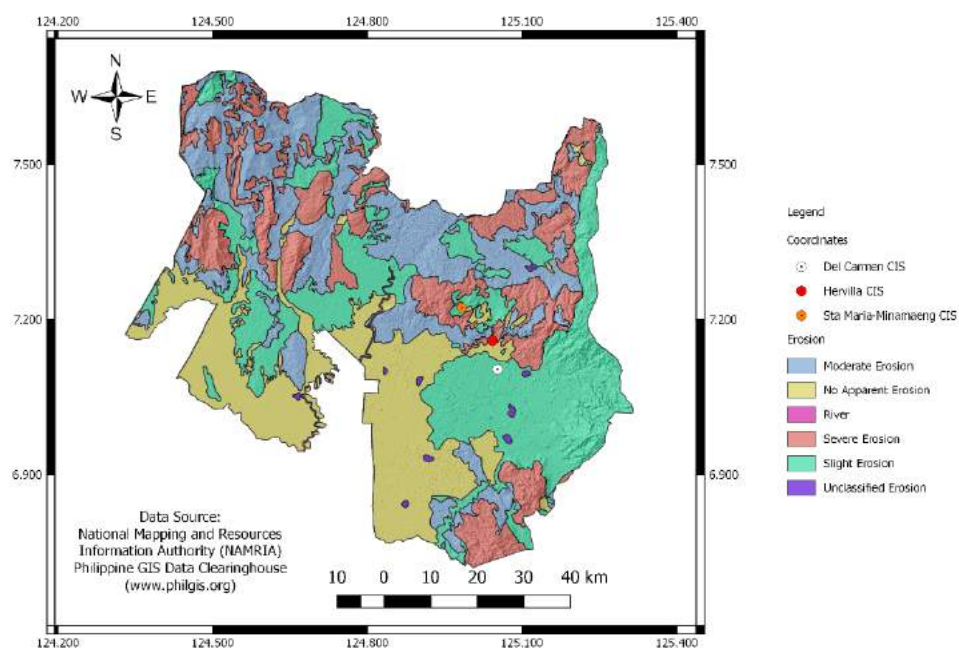 124.200 124.500 124.800 125.100 125.400
N
W E
S
7.500 7.500
7.200 7.200
6.900 6.900
Legend
Coordinates
Del Carmen CIS
Hervilla CIS
Sta Maria-Minamaeng CIS
Erosion
Moderate Erosion
No Apparent Erosion
River
Severe Erosion
Slight Erosion
Unclassified Erosion
Data Source:
National Mapping and Resources
Information Authority (NAMRIA)
Philippine GIS Data Clearinghouse
(www.philgis.org)
10 0 10 20 30 40 km
124.200 124.500 124.800 125.100 125.400